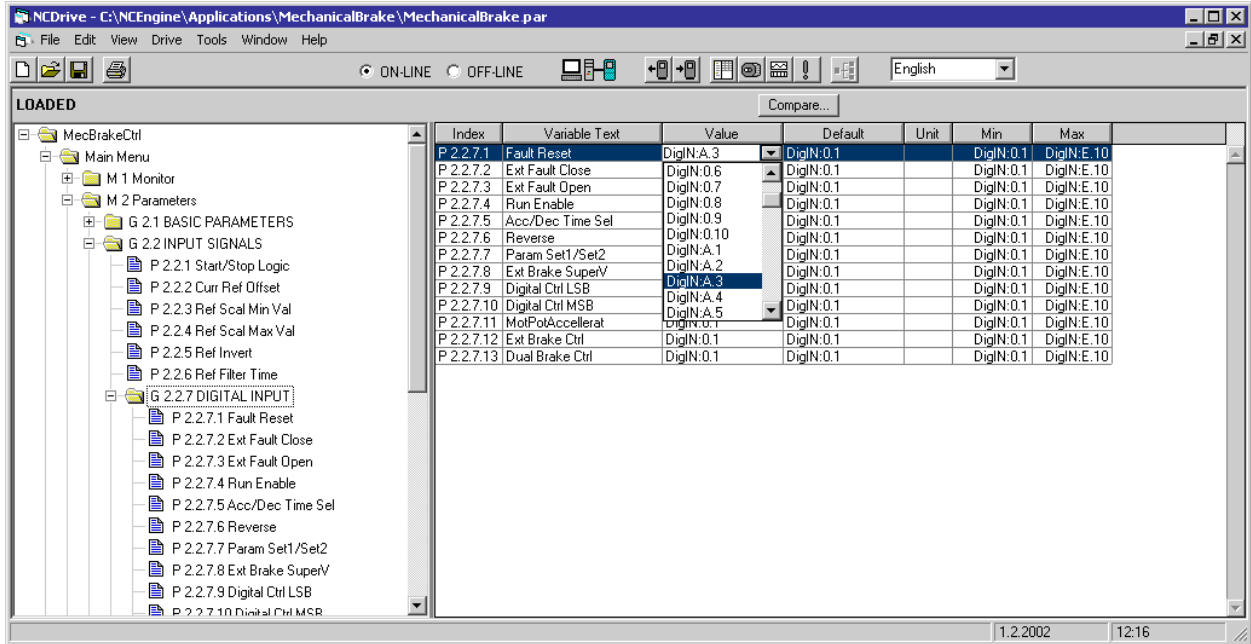 NCDrive - C:\NCEngine\Applications\MechanicalBrake\MechanicalBrake.par
File Edit View Drive Tools Window Help
ON-LINE OFF-LINE English
LOADED Compare...
MecBrakeCtrl
Main Menu
M 1 Monitor
M 2 Parameters
G 2.1 BASIC PARAMETERS
G 2.2 INPUT SIGNALS
P 2.2.1 Start/Stop Logic
P 2.2.2 Curr Ref Offset
P 2.2.3 Ref Scal Min Val
P 2.2.4 Ref Scal Max Val
P 2.2.5 Ref Invert
P 2.2.6 Ref Filter Time
G 2.2.7 DIGITAL INPUT
P 2.2.7.1 Fault Reset
P 2.2.7.2 Ext Fault Close
P 2.2.7.3 Ext Fault Open
P 2.2.7.4 Run Enable
P 2.2.7.5 Acc/Dec Time Sel
P 2.2.7.6 Reverse
P 2.2.7.7 Param Set1/Set2
P 2.2.7.8 Ext Brake SuperV
P 2.2.7.9 Digital Ctrl LSB
P 2.2.7.10 Digital Ctrl MSB
Index Variable Text Value Default Unit Min Max
P 2.2.7.1 Fault Reset DigIN:A.3 DigIN:0.1 DigIN:0.1 DigIN:E.10
P 2.2.7.2 Ext Fault Close DigIN:0.1 DigIN:0.1 DigIN:E.10
P 2.2.7.3 Ext Fault Open DigIN:0.1 DigIN:0.1 DigIN:E.10
P 2.2.7.4 Run Enable DigIN:0.1 DigIN:0.1 DigIN:E.10
P 2.2.7.5 Acc/Dec Time Sel DigIN:0.1 DigIN:0.1 DigIN:E.10
P 2.2.7.6 Reverse DigIN:0.1 DigIN:0.1 DigIN:E.10
P 2.2.7.7 Param Set1/Set2 DigIN:0.1 DigIN:0.1 DigIN:E.10
P 2.2.7.8 Ext Brake SuperV DigIN:0.1 DigIN:0.1 DigIN:E.10
P 2.2.7.9 Digital Ctrl LSB DigIN:0.1 DigIN:0.1 DigIN:E.10
P 2.2.7.10 Digital Ctrl MSB DigIN:0.1 DigIN:0.1 DigIN:E.10
P 2.2.7.11 MotPotAccellerat DigIN:0.1 DigIN:0.1 DigIN:0.1 DigIN:E.10
P 2.2.7.12 Ext Brake Ctrl DigIN:0.1 DigIN:0.1 DigIN:0.1 DigIN:E.10
P 2.2.7.13 Dual Brake Ctrl DigIN:0.1 DigIN:0.1 DigIN:0.1 DigIN:E.10
DigIN:0.6
DigIN:0.7
DigIN:0.8
DigIN:0.9
DigIN:0.10
DigIN:A.1
DigIN:A.2
DigIN:A.3
DigIN:A.4
DigIN:A.5
1.2.2002 12:16